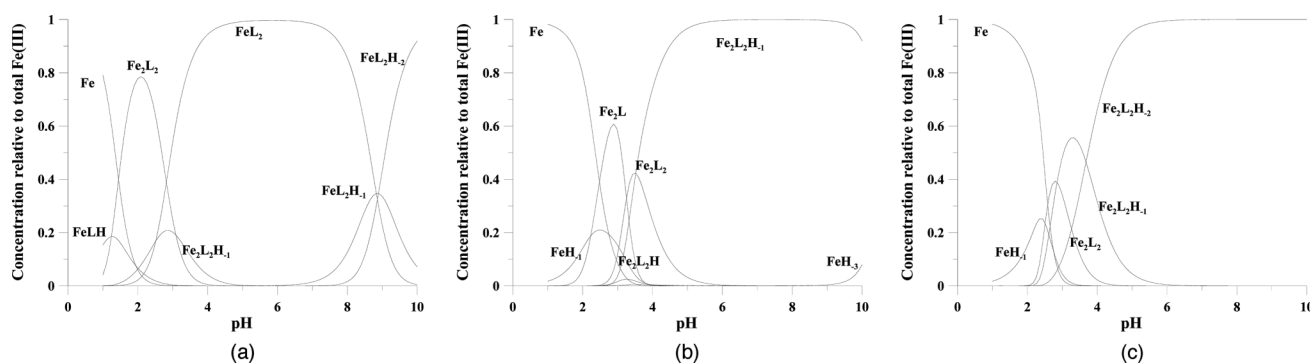 Concentration relative to total Fe(III)
1
0.8
0.6
0.4
0.2
0
Fe
Fe₂L₂
FeL₂
FeL₂H₋₂
FeLH
Fe₂L₂H₋₁
FeL₂H₋₁
0 2 4 6 8 10
pH
(a)
Concentration relative to total Fe(III)
1
0.8
0.6
0.4
0.2
0
Fe
Fe₂L₂H₋₁
Fe₂L
Fe₂L₂
FeH₋₁
Fe₂L₂H
FeH₋₃
0 2 4 6 8 10
pH
(b)
Concentration relative to total Fe(III)
1
0.8
0.6
0.4
0.2
0
Fe
Fe₂L₂H₋₂
Fe₂L₂H₋₁
FeH₋₁
Fe₂L₂
0 2 4 6 8 10
pH
(c)